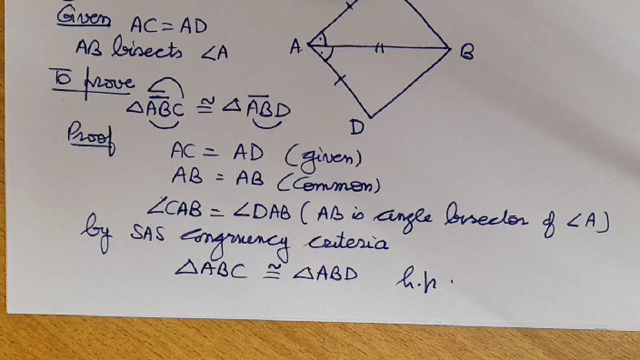 Given AC = AD
AB bisects ∠A
To prove
△ABC ≅ △ABD
Proof
AC = AD (given)
AB = AB (Common)
∠CAB = ∠DAB (AB is angle bisector of ∠A)
by SAS congruency criteria
△ABC ≅ △ABD h.p.
A
B
D